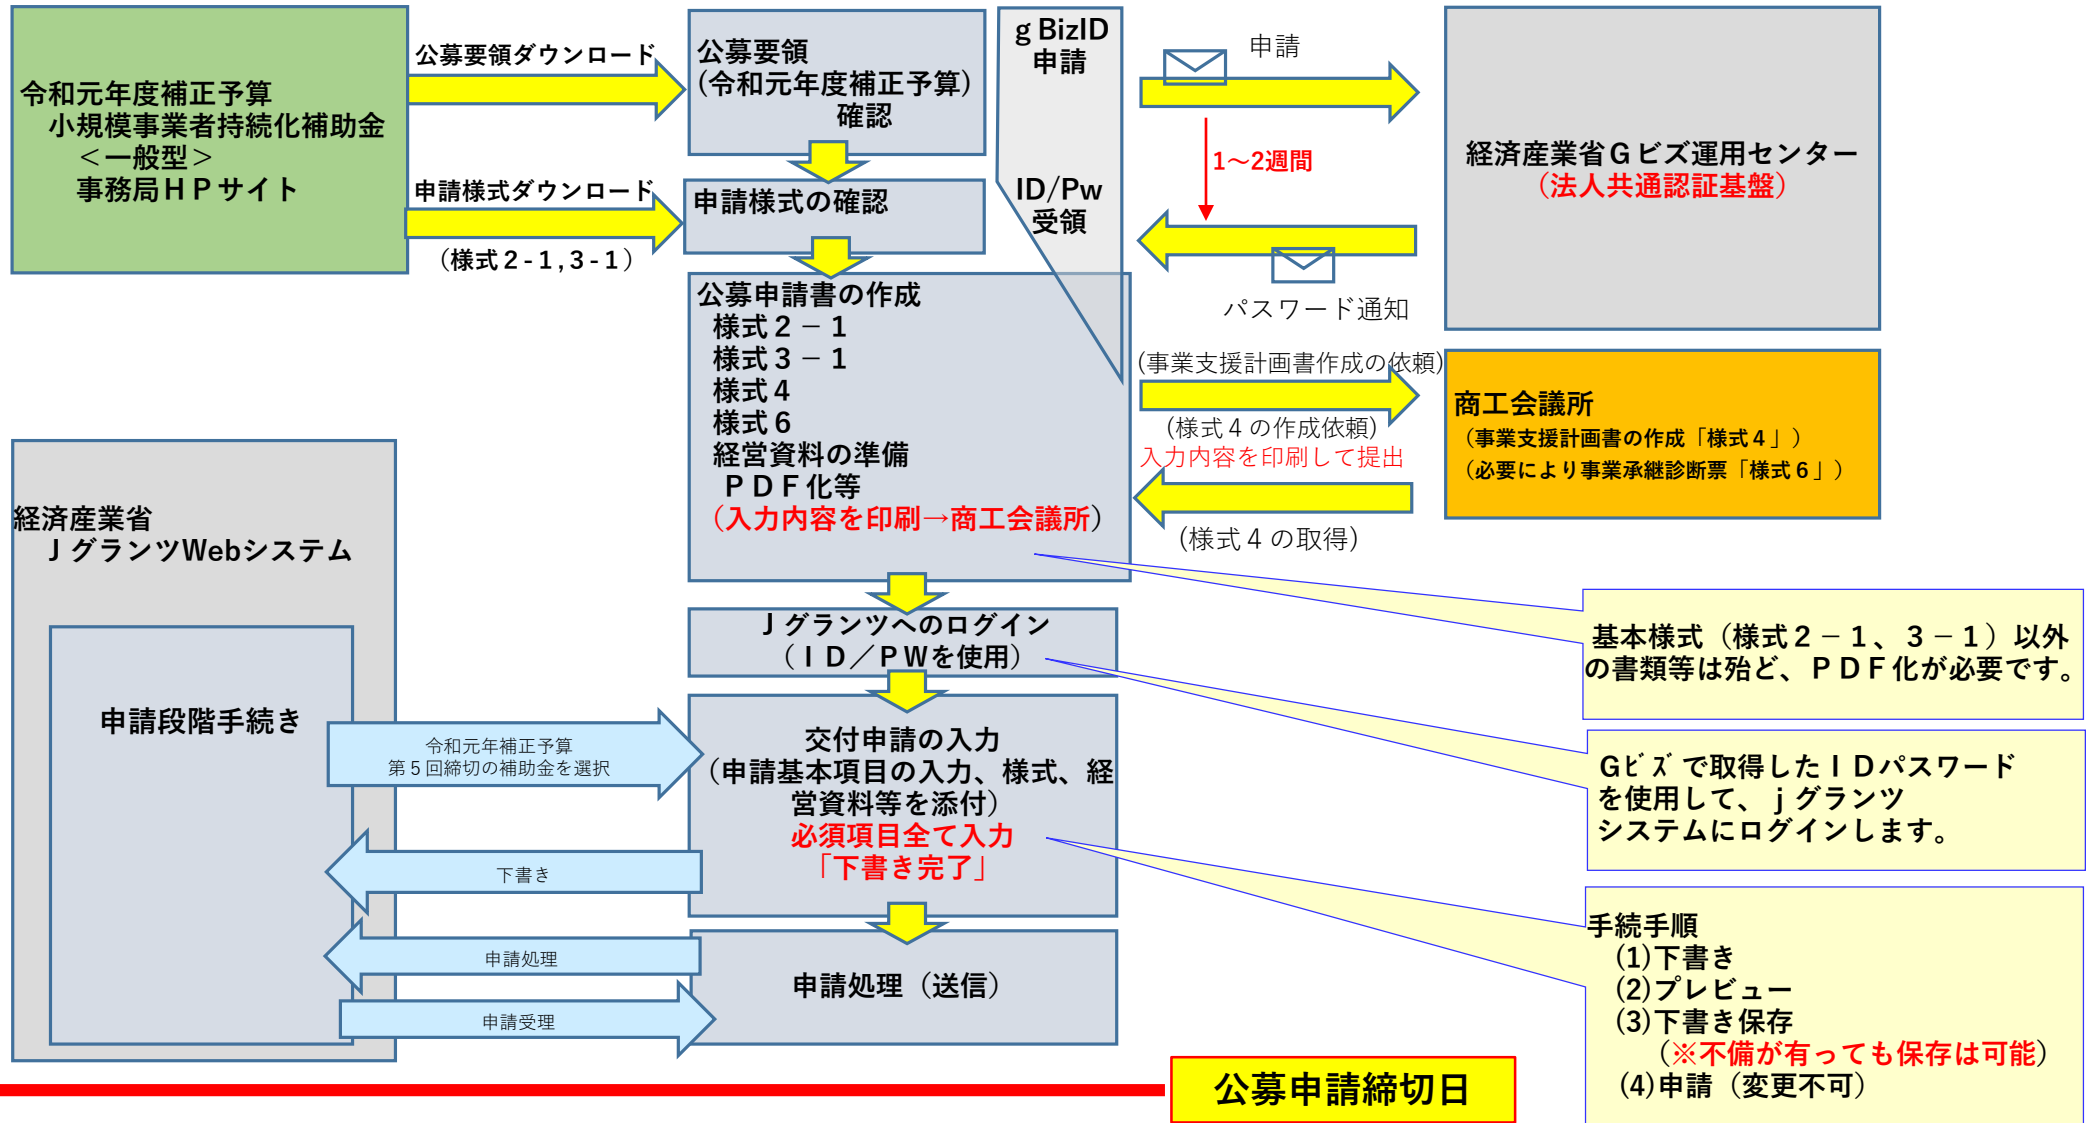 令和元年度補正予算
小規模事業者持続化補助金
＜一般型＞
事務局ＨＰサイト
公募要領ダウンロード
申請様式ダウンロード
（様式２-１,３-１）
公募要領
(令和元年度補正予算)
確認
申請様式の確認
ｇBizID
申請
ID/Pw
受領
申請
1～2週間
パスワード通知
経済産業省Ｇビズ運用センター
（法人共通認証基盤）
公募申請書の作成
様式２－１
様式３－１
様式４
様式６
経営資料の準備
ＰＤＦ化等
（入力内容を印刷→商工会議所）
(事業支援計画書作成の依頼)
(様式４の作成依頼)
入力内容を印刷して提出
(様式４の取得)
商工会議所
（事業支援計画書の作成「様式４」）
（必要により事業承継診断票「様式６」）
経済産業省
ＪグランツWebシステム
申請段階手続き
Ｊグランツへのログイン
（ＩＤ／ＰＷを使用）
令和元年補正予算
第５回締切の補助金を選択
交付申請の入力
（申請基本項目の入力、様式、経
営資料等を添付）
必須項目全て入力
「下書き完了」
下書き
申請処理
申請受理
申請処理（送信）
基本様式（様式２－１、３－１）以外
の書類等は殆ど、ＰＤＦ化が必要です。
Gﾋﾞｽﾞで取得したＩＤパスワード
を使用して、ｊグランツ
システムにログインします。
手続手順
(1)下書き
(2)プレビュー
(3)下書き保存
（※不備が有っても保存は可能）
(4)申請（変更不可）
公募申請締切日